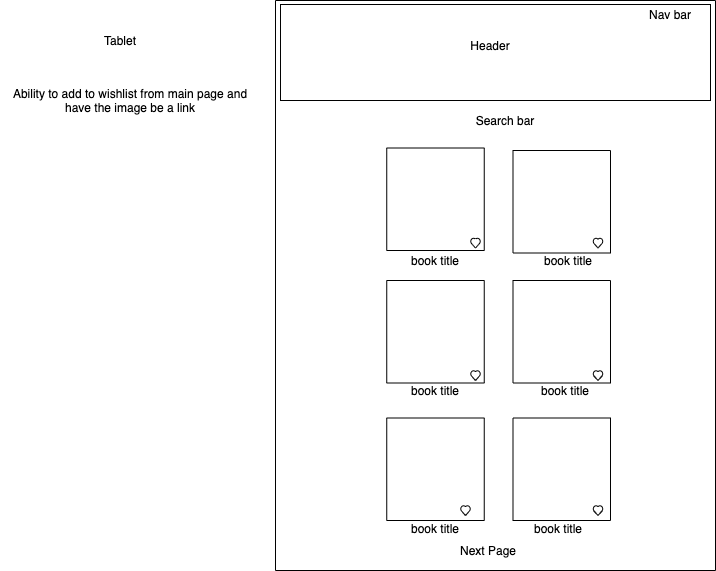 Tablet
Ability to add to wishlist from main page and
have the image be a link
Nav bar
Header
Search bar
book title
book title
book title
book title
book title
book title
Next Page